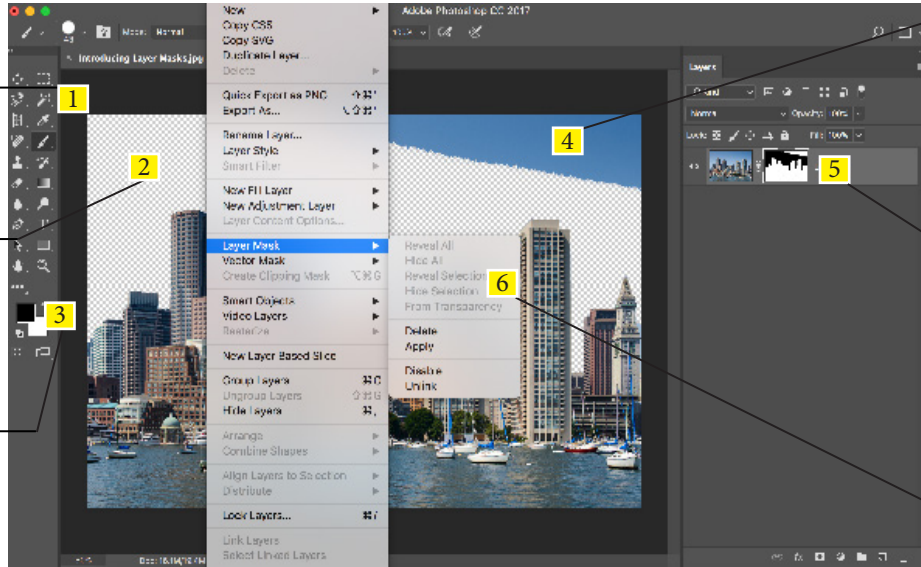 Adobe Photoshop CC 2017
Mode: Normal
Introducing Layer Masks.jpg
New
Copy CSS
Copy SVG
Duplicate Layer...
Delete
Quick Export as PNG
Export As...
Rename Layer...
Layer Style
Smart Filter
New Fill Layer
New Adjustment Layer
Layer Content Options...
Layer Mask
Vector Mask
Create Clipping Mask
Smart Objects
Video Layers
Rasterize
New Layer Based Slice
Group Layers
Ungroup Layers
Hide Layers
Arrange
Combine Shapes
Align Layers to Selection
Distribute
Lock Layers...
Link Layers
Select Linked Layers
Reveal All
Hide All
Reveal Selection
Hide Selection
From Transparency
Delete
Apply
Disable
Unlink
Layers
Normal
Opacity: 100%
Lock:
Fill: 100%
1
2
3
4
5
6